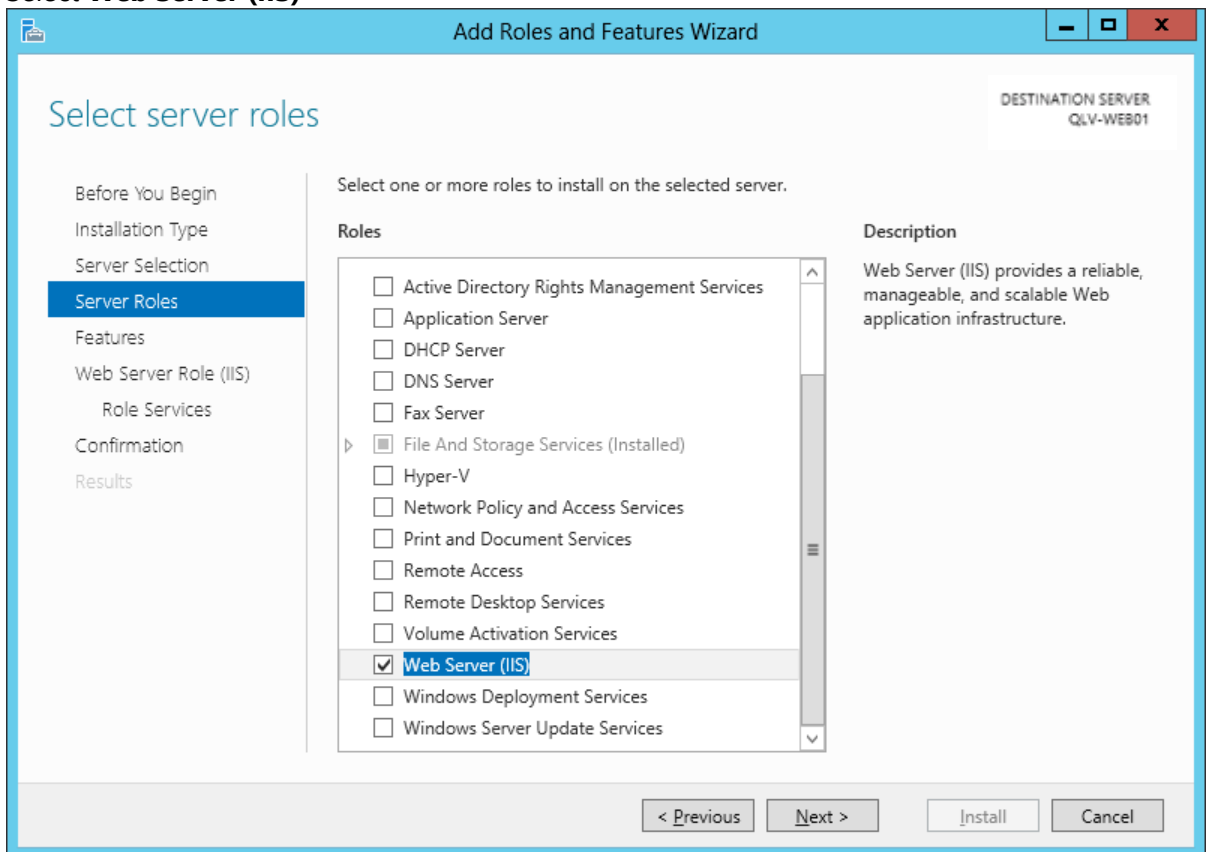 Select Web Server (IIS)
Add Roles and Features Wizard
Select server roles
DESTINATION SERVER
QLV-WEB01
Before You Begin
Installation Type
Server Selection
Server Roles
Features
Web Server Role (IIS)
Role Services
Confirmation
Results
Select one or more roles to install on the selected server.
Roles
Active Directory Rights Management Services
Application Server
DHCP Server
DNS Server
Fax Server
File And Storage Services (Installed)
Hyper-V
Network Policy and Access Services
Print and Document Services
Remote Access
Remote Desktop Services
Volume Activation Services
Web Server (IIS)
Windows Deployment Services
Windows Server Update Services
Description
Web Server (IIS) provides a reliable,
manageable, and scalable Web
application infrastructure.
< Previous
Next >
Install
Cancel